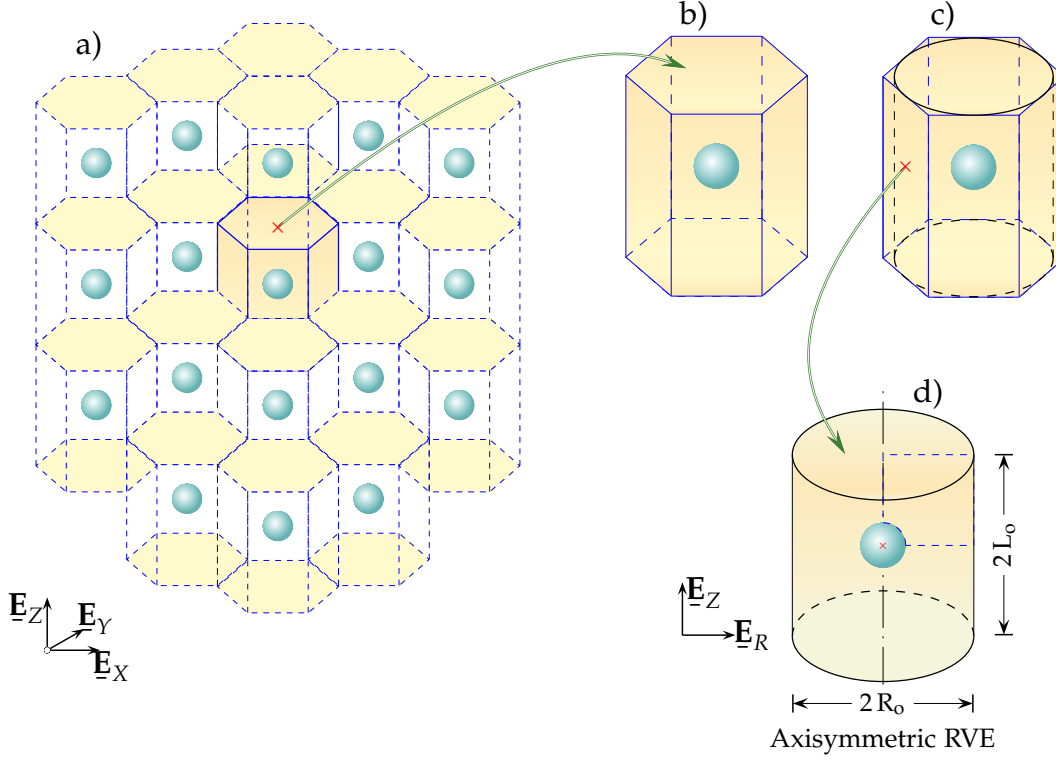 a)
b)
c)
d)
E_Z
E_Y
E_X
E_Z
E_R
2 L_o
2 R_o
Axisymmetric RVE